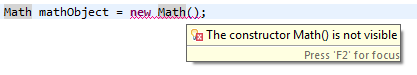 Math mathObject = new Math();
The constructor Math() is not visible
Press 'F2' for focus